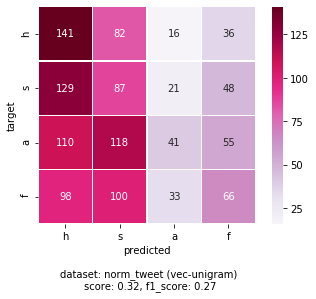 h 141 82 16 36
s 129 87 21 48
a 110 118 41 55
f 98 100 33 66
h s a f
target
predicted
125
100
75
50
25
dataset: norm_tweet (vec-unigram)
score: 0.32, f1_score: 0.27